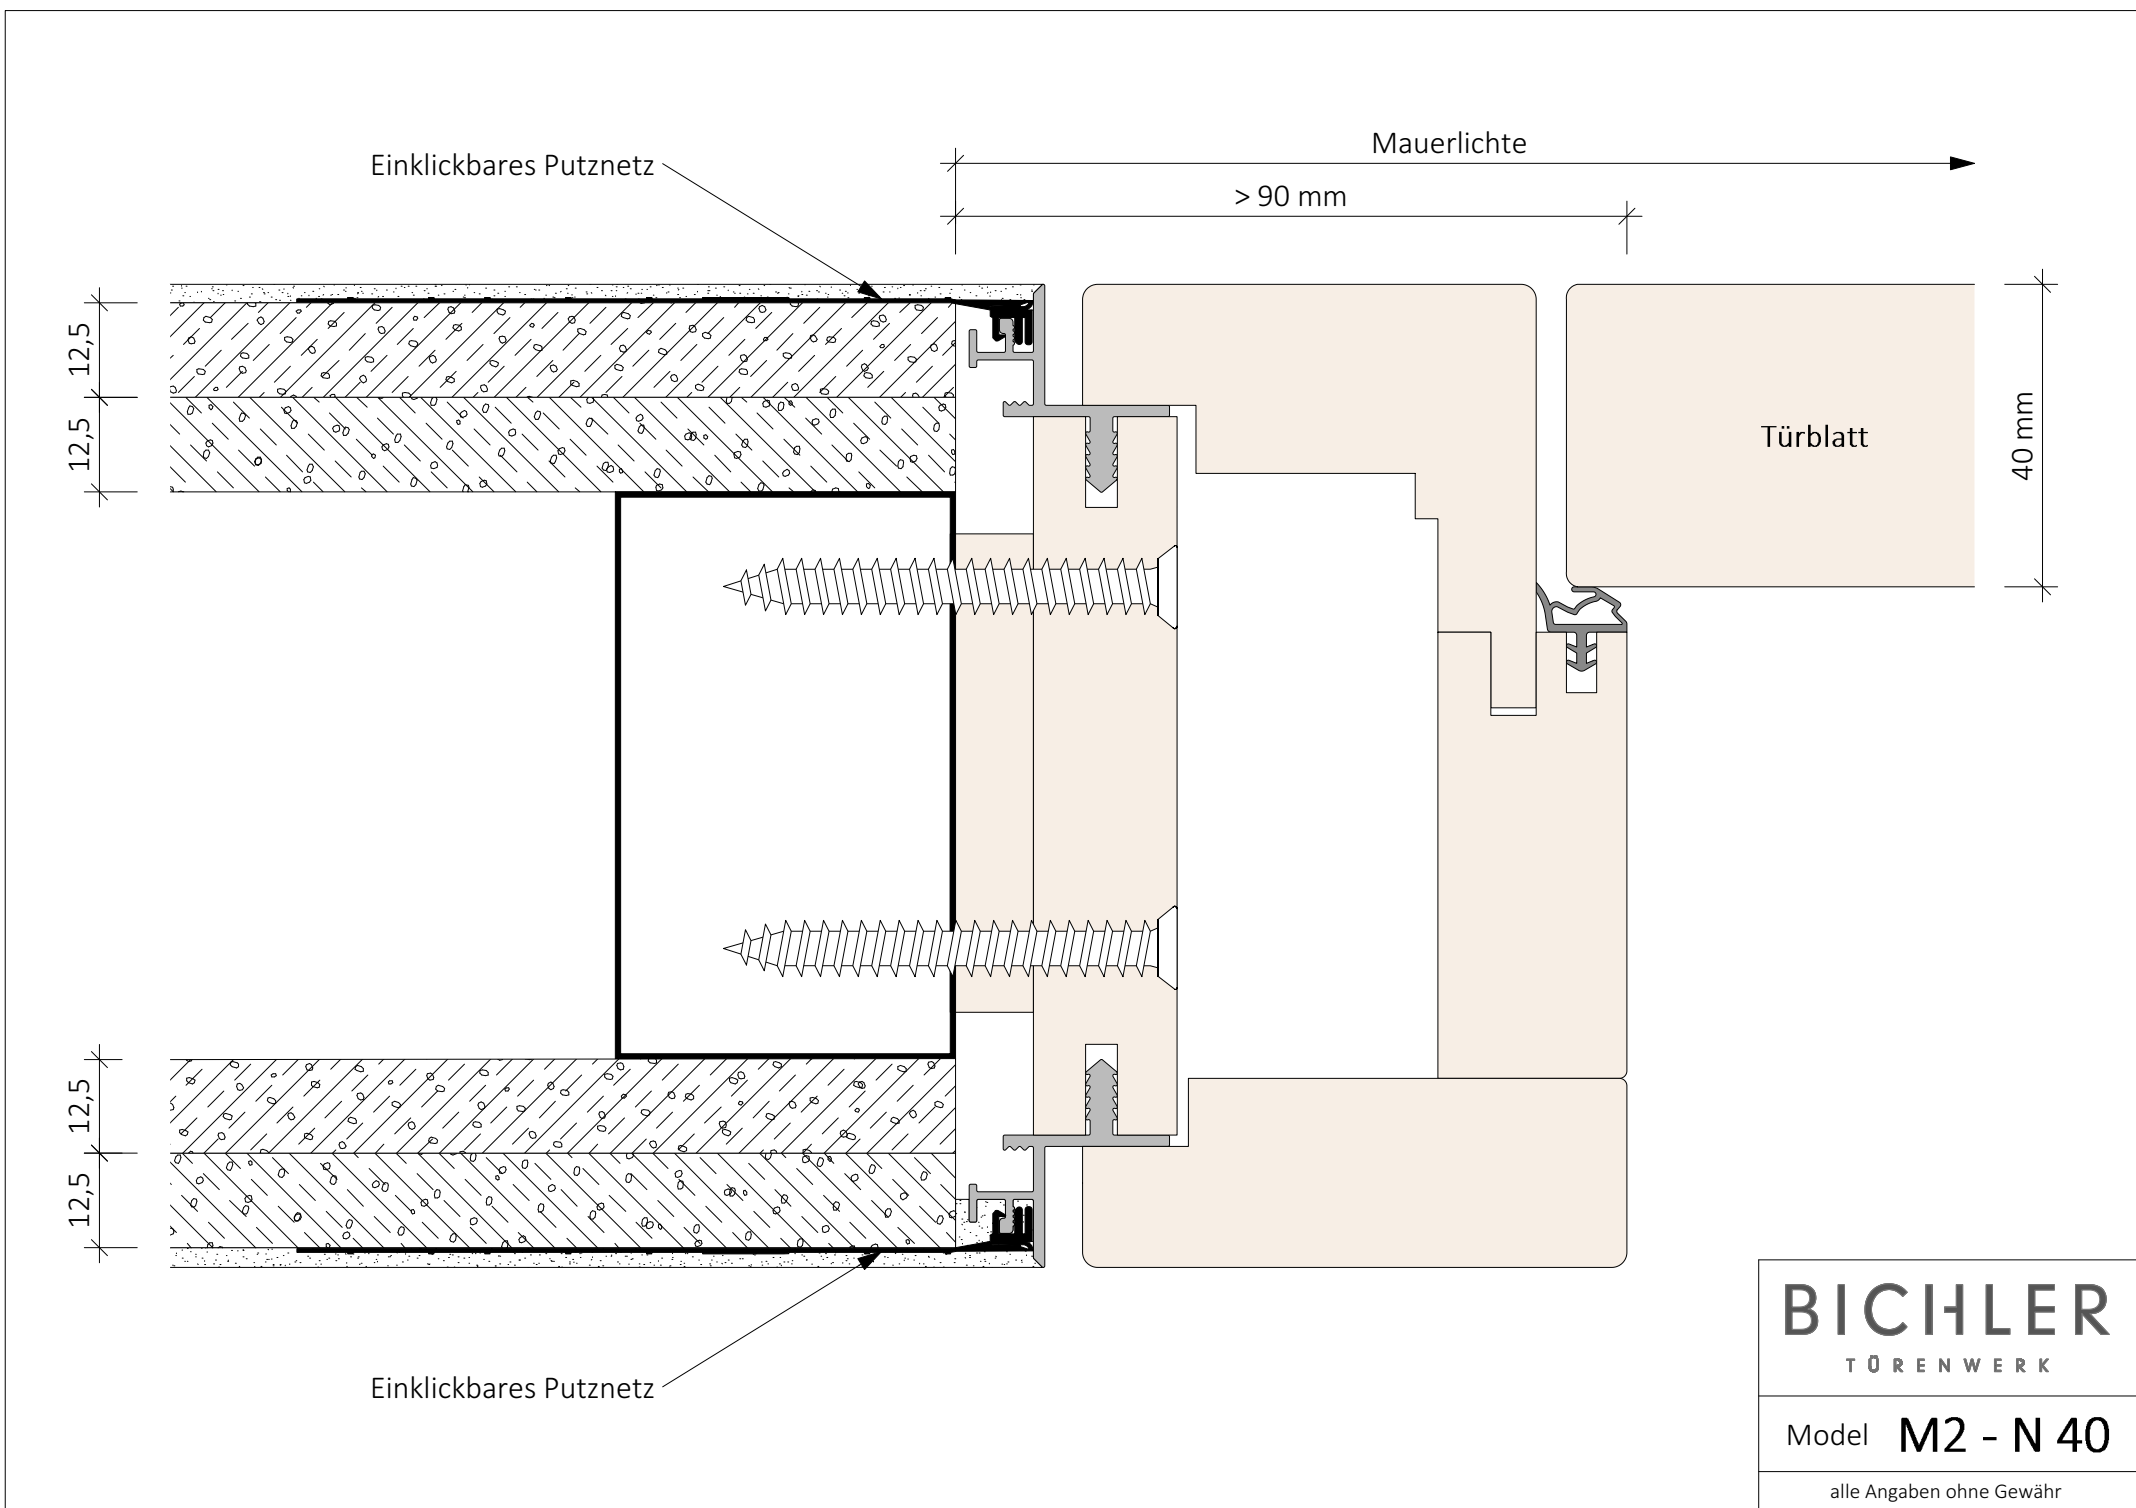 Mauerlichte
Einklickbares Putznetz
> 90 mm
12,5
12,5
Türblatt
40 mm
12,5
12,5
Einklickbares Putznetz
BICHLER
TÜRENWERK
Model M2 - N 40
alle Angaben ohne Gewähr